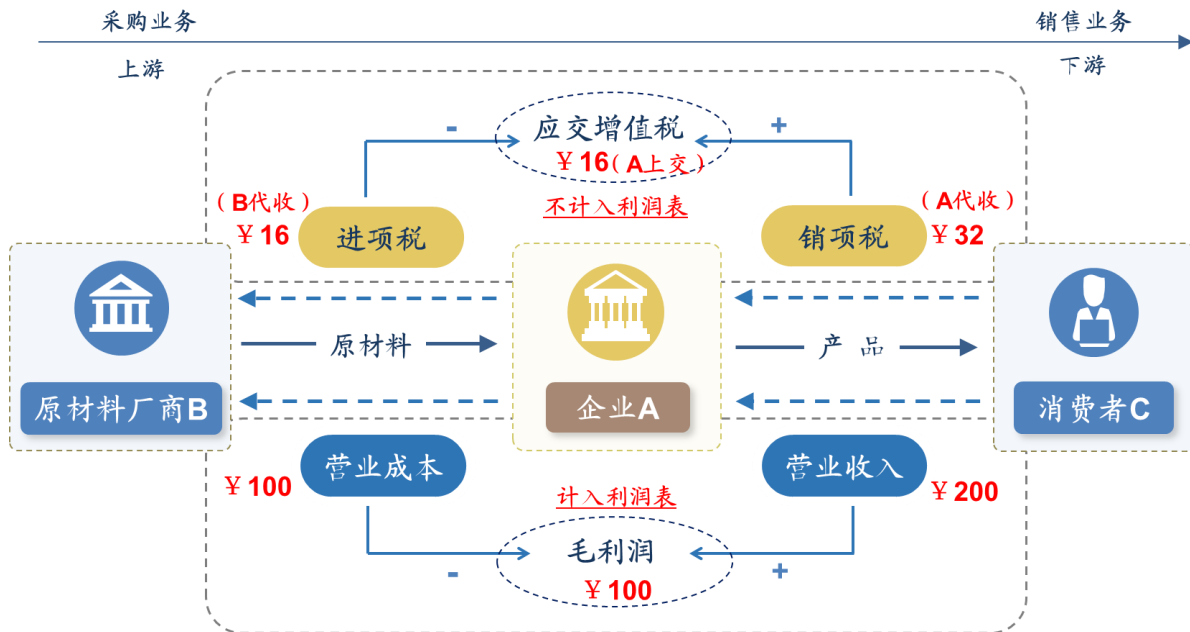 采购业务
销售业务
上游
下游
-
应交增值税
+
￥16（A上交）
（B代收）
￥16
进项税
不计入利润表
销项税
（A代收）
￥32
原材料
产 品
原材料厂商B
企业A
消费者C
￥100
营业成本
计入利润表
营业收入
￥200
-
毛利润
+
￥100